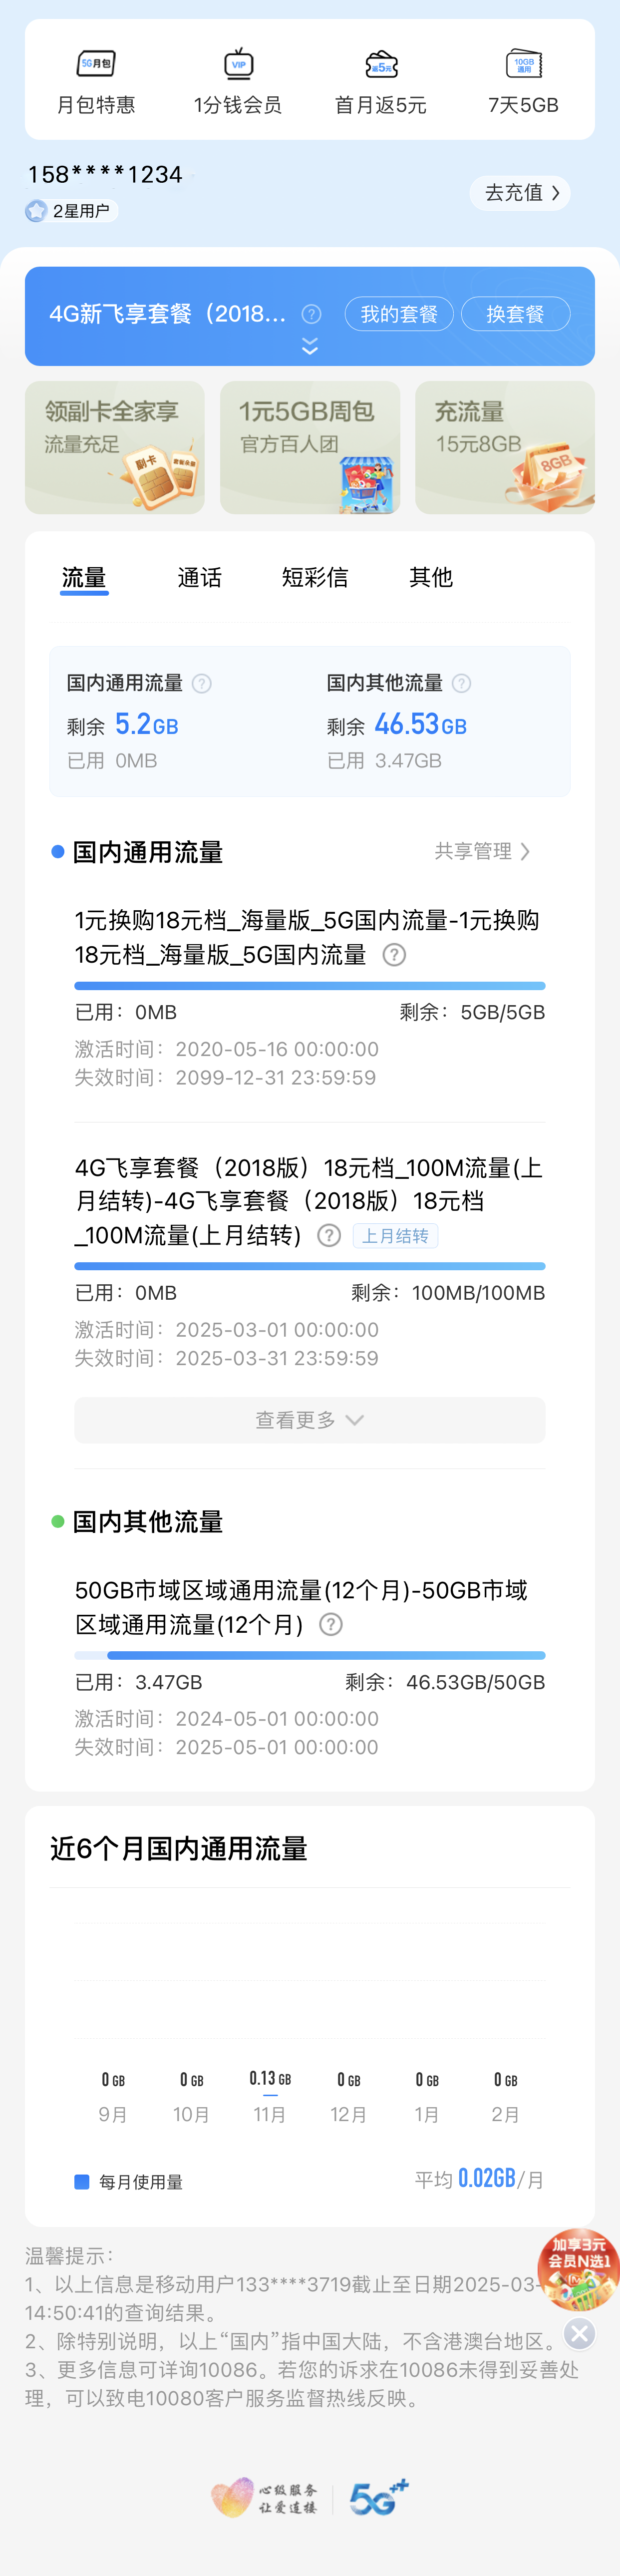 5G月包
VIP
返5元
10GB
通用
月包特惠
1分钱会员
首月返5元
7天5GB
158****1234
去充值
2星用户
4G新飞享套餐（2018...
我的套餐
换套餐
领副卡全家享
流量充足
副卡
1元5GB周包
官方百人团
充流量
15元8GB
8GB
流量
通话
短彩信
其他
国内通用流量
剩余 5.2GB
已用 0MB
国内其他流量
剩余 46.53GB
已用 3.47GB
国内通用流量
共享管理
1元换购18元档_海量版_5G国内流量-1元换购
18元档_海量版_5G国内流量
已用：0MB
剩余：5GB/5GB
激活时间：2020-05-16 00:00:00
失效时间：2099-12-31 23:59:59
4G飞享套餐（2018版）18元档_100M流量(上
月结转)-4G飞享套餐（2018版）18元档
_100M流量(上月结转)
上月结转
已用：0MB
剩余：100MB/100MB
激活时间：2025-03-01 00:00:00
失效时间：2025-03-31 23:59:59
查看更多
国内其他流量
50GB市域区域通用流量(12个月)-50GB市域
区域通用流量(12个月)
已用：3.47GB
剩余：46.53GB/50GB
激活时间：2024-05-01 00:00:00
失效时间：2025-05-01 00:00:00
近6个月国内通用流量
0 GB
0 GB
0.13 GB
0 GB
0 GB
0 GB
9月
10月
11月
12月
1月
2月
每月使用量
平均 0.02GB/月
温馨提示：
加享3元
会员N选1
1、以上信息是移动用户133****3719截止至日期2025-03-
14:50:41的查询结果。
2、除特别说明，以上“国内”指中国大陆，不含港澳台地区。
3、更多信息可详询10086。若您的诉求在10086未得到妥善处
理，可以致电10080客户服务监督热线反映。
心级服务
让爱连接
5G++